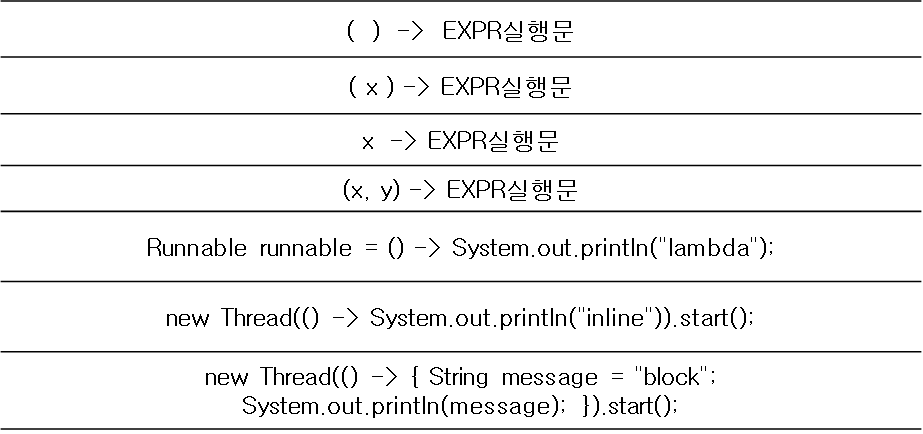 ( ) -> EXPR실행문
( x ) -> EXPR실행문
x -> EXPR실행문
(x, y) -> EXPR실행문
Runnable runnable = () -> System.out.println("lambda");
new Thread(() -> System.out.println("inline")).start();
new Thread(() -> { String message = "block";
System.out.println(message); }).start();